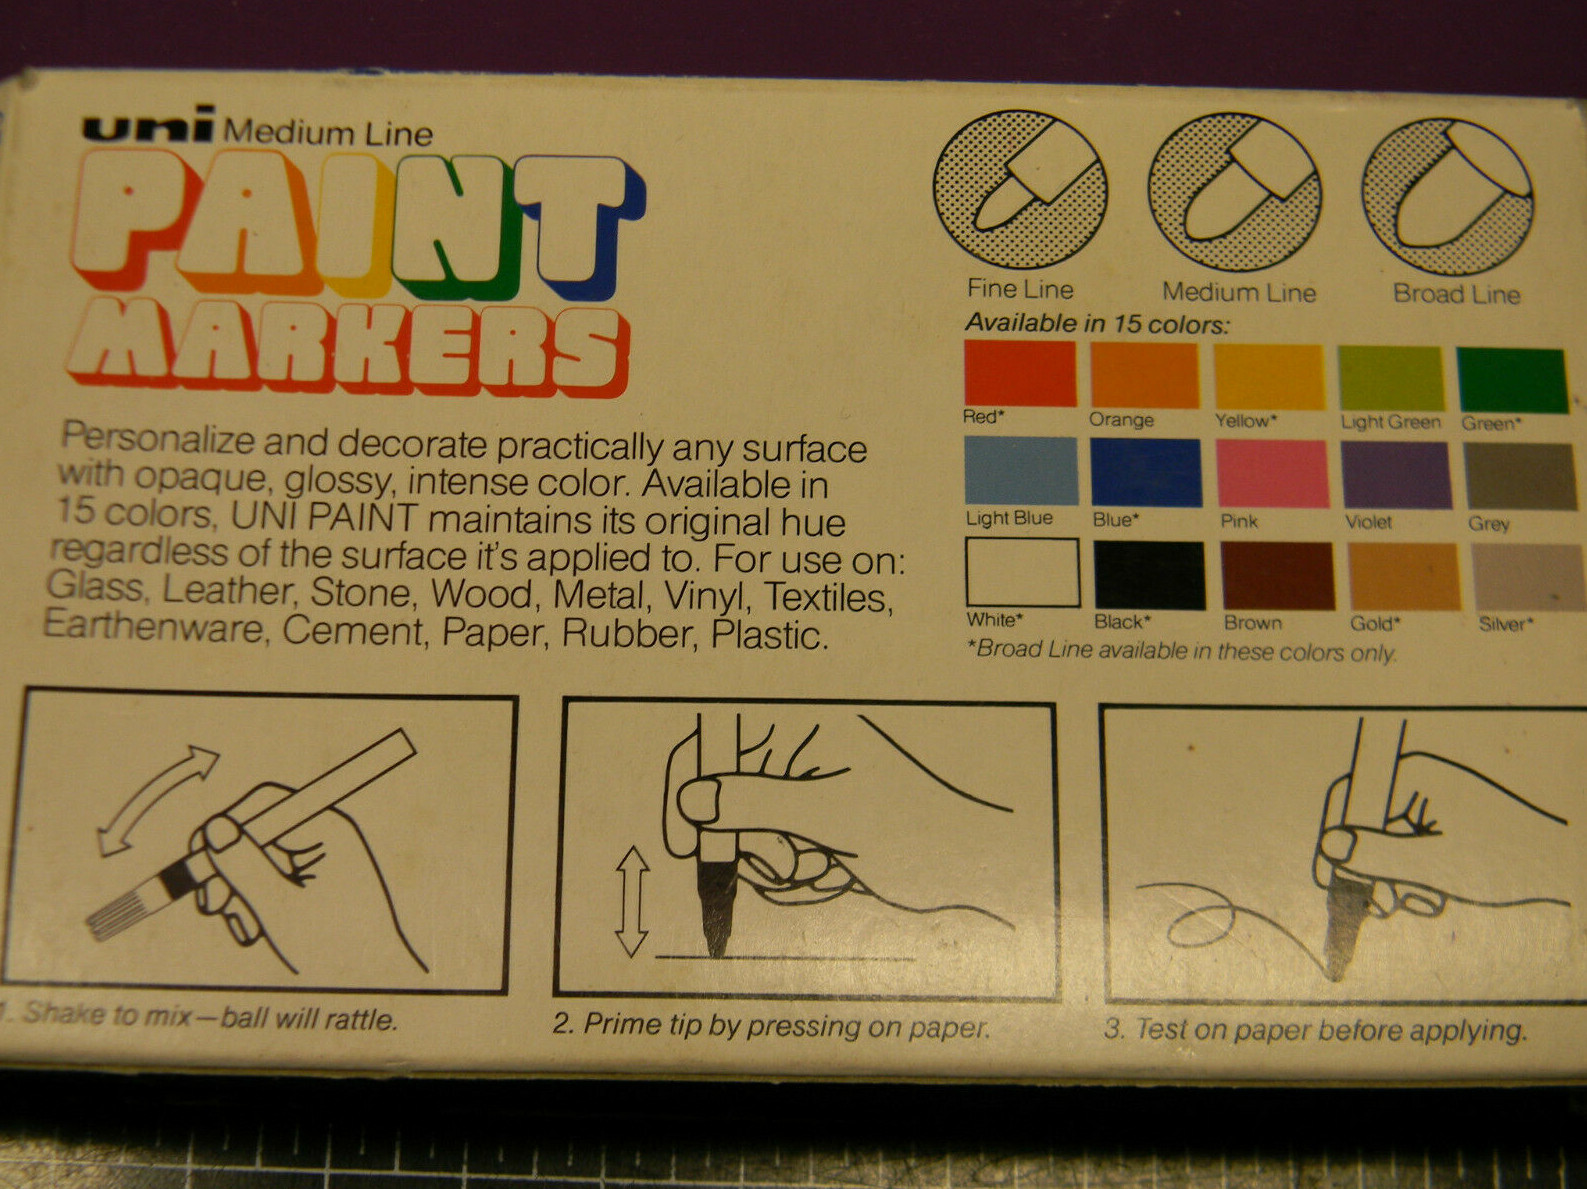 uni Medium Line
PAINT
MARKERS
Personalize and decorate practically any surface
with opaque, glossy, intense color. Available in
15 colors, UNI PAINT maintains its original hue
regardless of the surface it's applied to. For use on:
Glass, Leather, Stone, Wood, Metal, Vinyl, Textiles,
Earthenware, Cement, Paper, Rubber, Plastic.
Fine Line Medium Line Broad Line
Available in 15 colors:
Red* Orange Yellow* Light Green Green*
Light Blue Blue* Pink Violet Grey
White* Black* Brown Gold* Silver*
*Broad Line available in these colors only.
1. Shake to mix—ball will rattle.
2. Prime tip by pressing on paper.
3. Test on paper before applying.